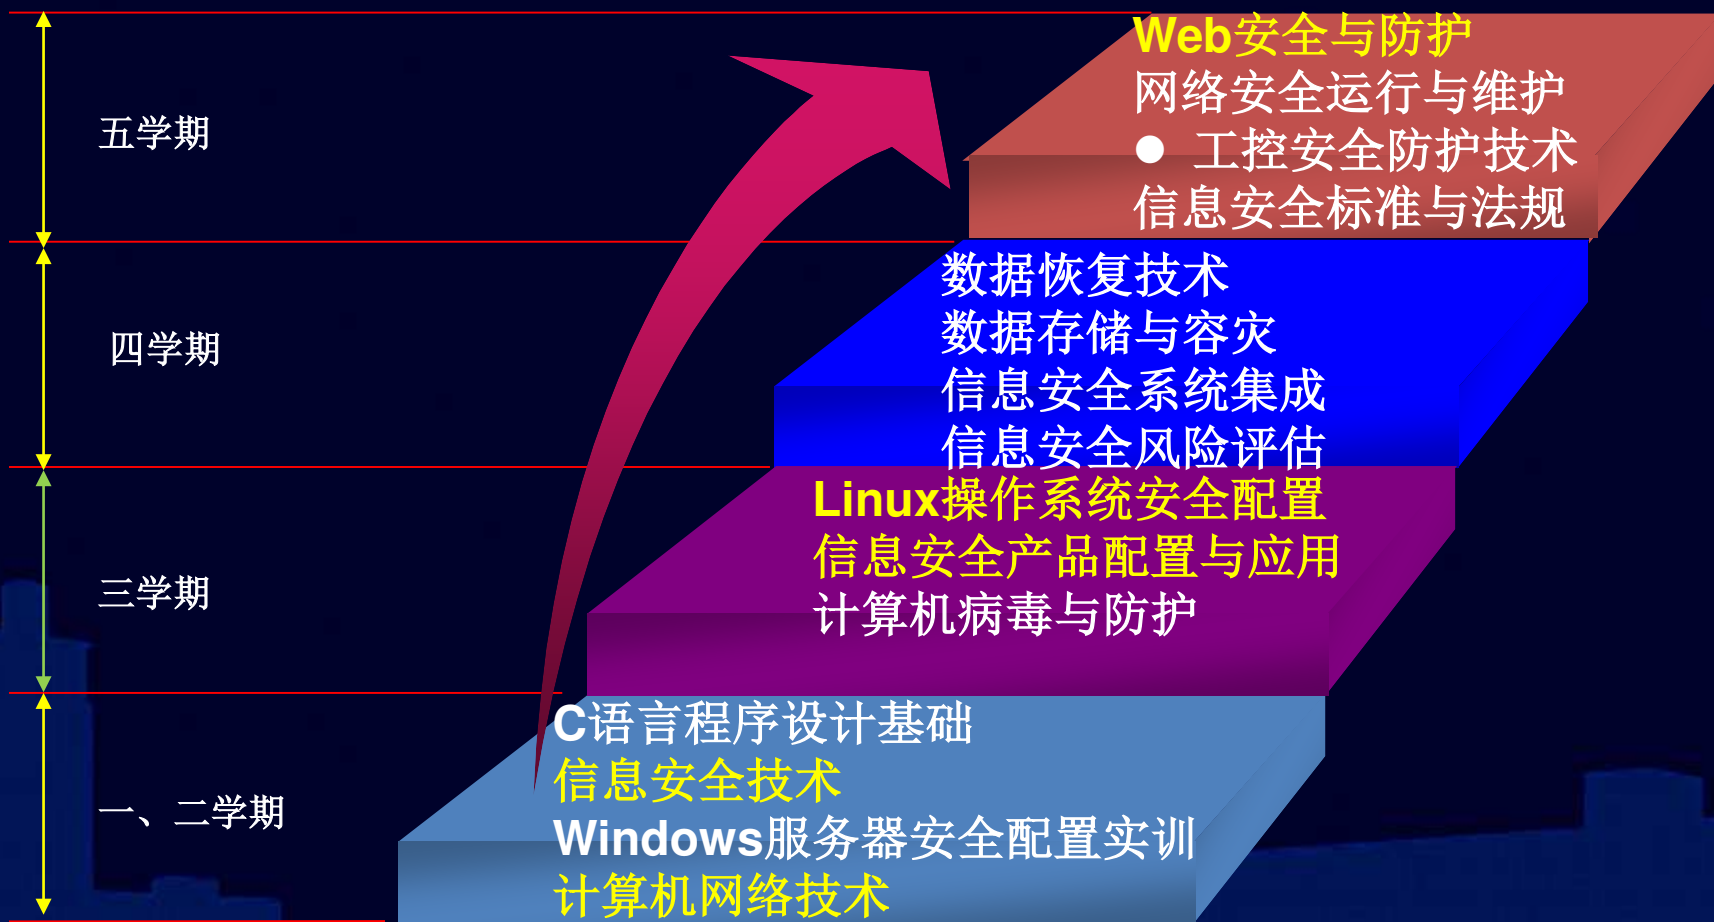 Web安全与防护
网络安全运行与维护
● 工控安全防护技术
信息安全标准与法规
五学期
数据恢复技术
数据存储与容灾
信息安全系统集成
信息安全风险评估
四学期
Linux操作系统安全配置
信息安全产品配置与应用
计算机病毒与防护
三学期
C语言程序设计基础
信息安全技术
Windows服务器安全配置实训
计算机网络技术
一、二学期